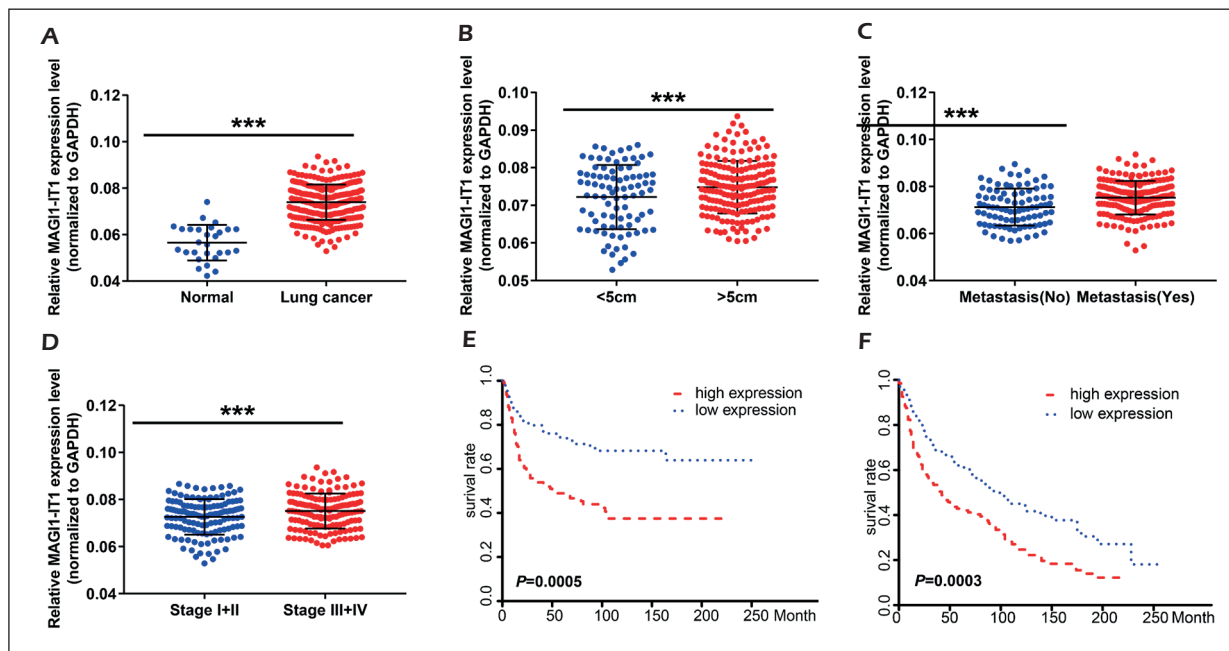 A
Relative MAGI1-IT1 expression level
(normalized to GAPDH)
0.12
0.10
0.08
0.06
0.04
***
Normal
Lung cancer
B
Relative MAGI1-IT1 expression level
(normalized to GAPDH)
0.10
0.09
0.08
0.07
0.06
0.05
***
<5cm
>5cm
C
Relative MAGI1-IT1 expression level
(normalized to GAPDH)
0.12
0.10
0.08
0.06
0.04
***
Metastasis(No)
Metastasis(Yes)
D
Relative MAGI1-IT1 expression level
(normalized to GAPDH)
0.12
0.10
0.08
0.06
0.04
***
Stage I+II
Stage III+IV
E
surival rate
1.0
0.8
0.6
0.4
0.2
0.0
high expression
low expression
P=0.0005
0 50 100 150 200 250 Month
F
surival rate
1.0
0.8
0.6
0.4
0.2
0.0
high expression
low expression
P=0.0003
0 50 100 150 200 250 Month